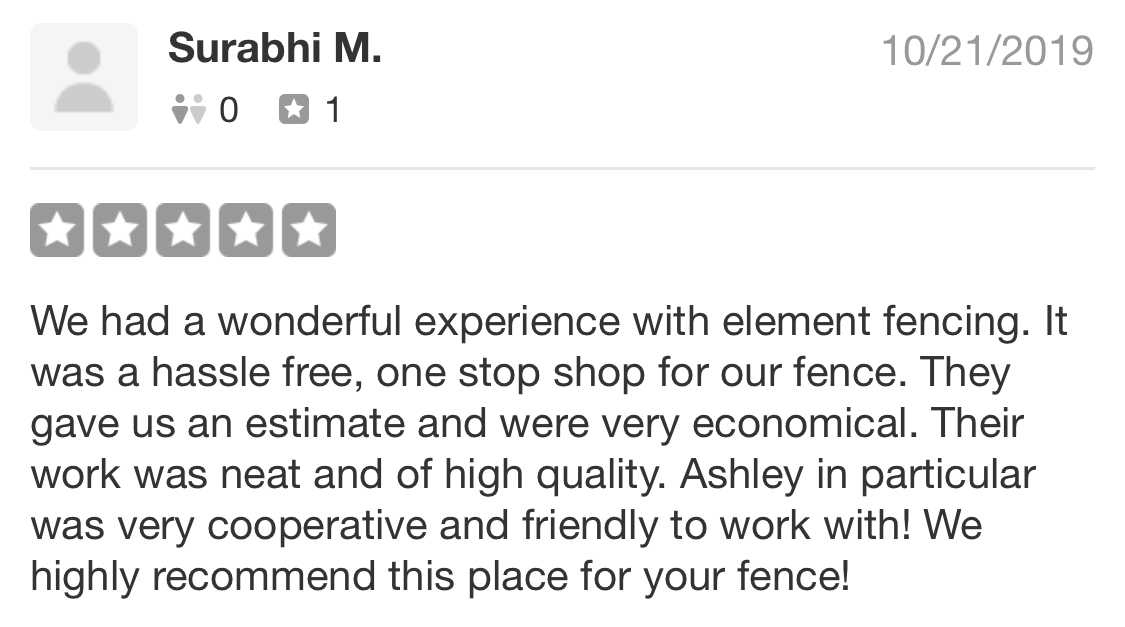 Surabhi M.
10/21/2019
0 1
We had a wonderful experience with element fencing. It
was a hassle free, one stop shop for our fence. They
gave us an estimate and were very economical. Their
work was neat and of high quality. Ashley in particular
was very cooperative and friendly to work with! We
highly recommend this place for your fence!